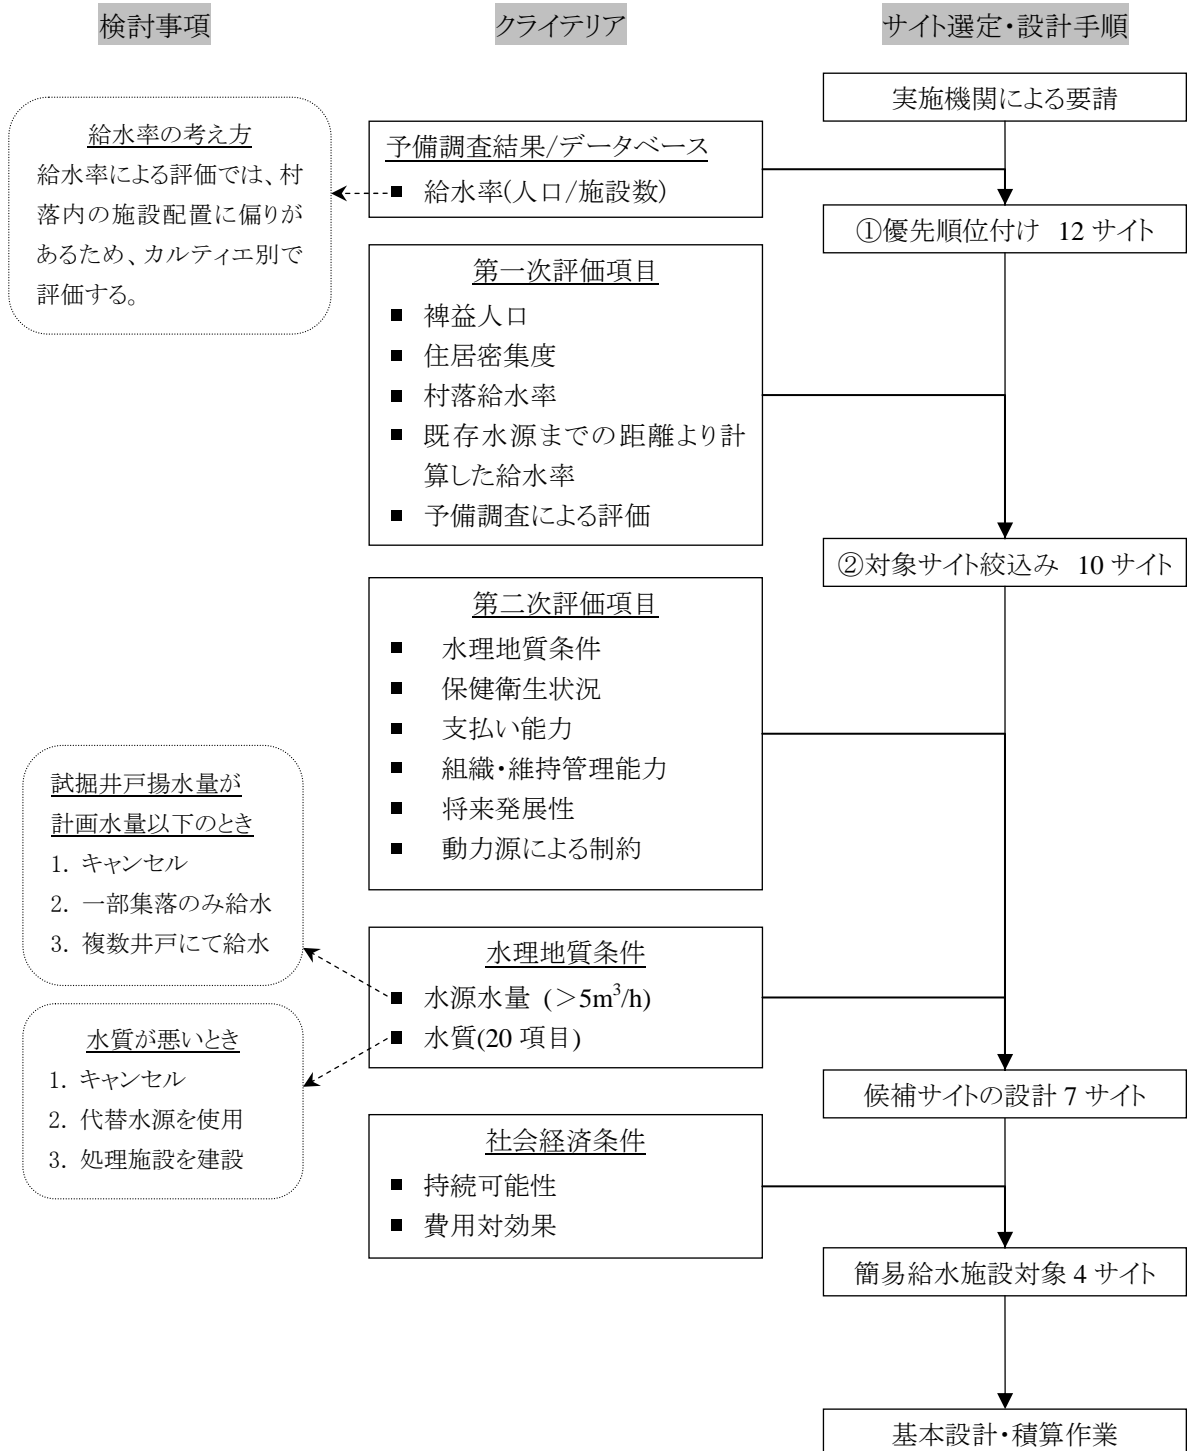 検討事項
クライテリア
サイト選定・設計手順
実施機関による要請
給水率の考え方
給水率による評価では、村
落内の施設配置に偏りが
あるため、カルティエ別で
評価する。
予備調査結果/データベース
■ 給水率(人口/施設数)
①優先順位付け 12 サイト
第一次評価項目
■ 裨益人口
■ 住居密集度
■ 村落給水率
■ 既存水源までの距離より計
算した給水率
■ 予備調査による評価
②対象サイト絞込み 10 サイト
第二次評価項目
■ 水理地質条件
■ 保健衛生状況
■ 支払い能力
■ 組織・維持管理能力
■ 将来発展性
■ 動力源による制約
試掘井戸揚水量が
計画水量以下のとき
1. キャンセル
2. 一部集落のみ給水
3. 複数井戸にて給水
水理地質条件
■ 水源水量 (＞5m³/h)
■ 水質(20 項目)
水質が悪いとき
1. キャンセル
2. 代替水源を使用
3. 処理施設を建設
候補サイトの設計 7 サイト
社会経済条件
■ 持続可能性
■ 費用対効果
簡易給水施設対象 4 サイト
基本設計・積算作業